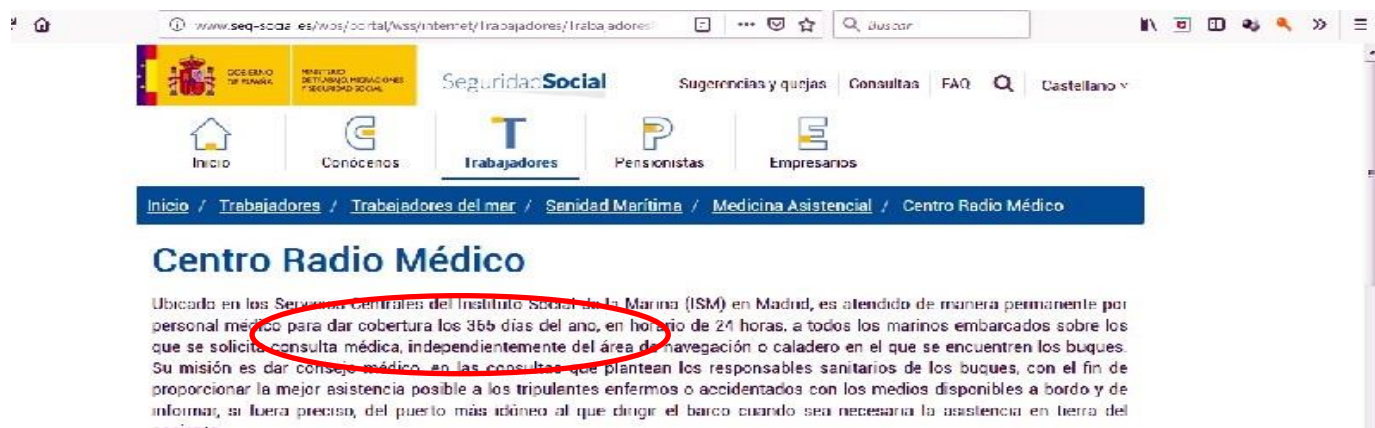 www.seg-social.es/wps/portal/wss/internet/Trabajadores/Trabajadores
Buscar
GOBIERNO DE ESPAÑA
MINISTERIO DE TRABAJO, MIGRACIONES Y SEGURIDAD SOCIAL
SeguridadSocial
Sugerencias y quejas Consultas FAQ Castellano
Inicio Conócenos Trabajadores Pensionistas Empresarios
Inicio / Trabajadores / Trabajadores del mar / Sanidad Marítima / Medicina Asistencial / Centro Radio Médico
Centro Radio Médico
Ubicado en los Servicios Centrales del Instituto Social de la Marina (ISM) en Madrid, es atendido de manera permanente por
personal médico para dar cobertura los 365 días del año, en horario de 24 horas, a todos los marinos embarcados sobre los
que se solicita consulta médica, independientemente del área de navegación o caladero en el que se encuentren los buques.
Su misión es dar consejo médico, en las consultas que plantean los responsables sanitarios de los buques, con el fin de
proporcionar la mejor asistencia posible a los tripulantes enfermos o accidentados con los medios disponibles a bordo y de
informar, si fuera preciso, del puerto más idóneo al que dirigir el barco cuando sea necesaria la asistencia en tierra del